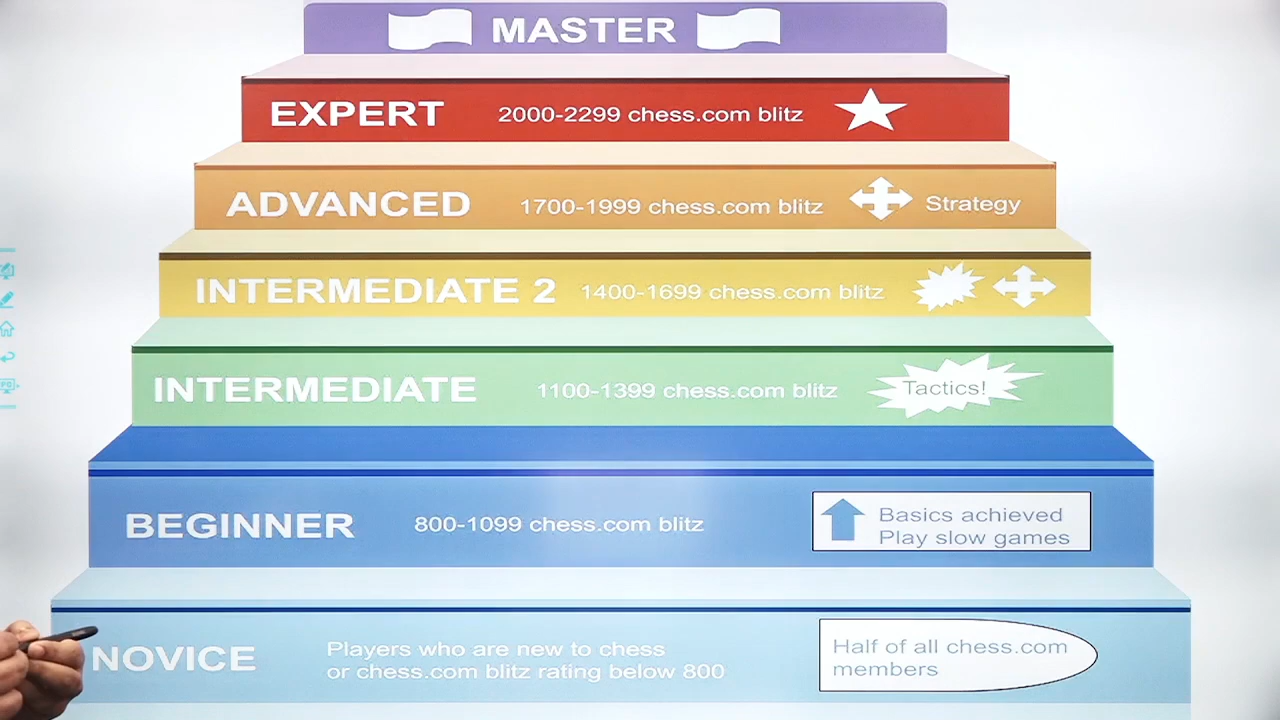 MASTER
EXPERT 2000-2299 chess.com blitz
ADVANCED 1700-1999 chess.com blitz Strategy
INTERMEDIATE 2 1400-1699 chess.com blitz
INTERMEDIATE 1100-1399 chess.com blitz Tactics!
BEGINNER 800-1099 chess.com blitz
Basics achieved
Play slow games
NOVICE
Players who are new to chess
or chess.com blitz rating below 800
Half of all chess.com
members